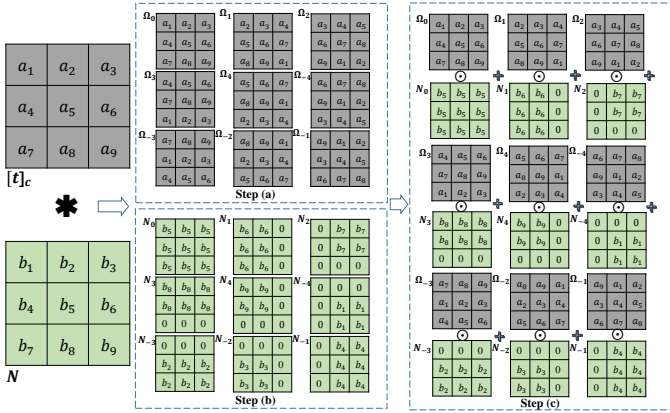 a₁ a₂ a₃
a₄ a₅ a₆
a₇ a₈ a₉
[t]c
*
b₁ b₂ b₃
b₄ b₅ b₆
b₇ b₈ b₉
N
Ω₀ Ω₁ Ω₂
a₁ a₂ a₃ a₂ a₃ a₄ a₃ a₄ a₅
a₄ a₅ a₆ a₅ a₆ a₇ a₆ a₇ a₈
a₇ a₈ a₉ a₈ a₉ a₁ a₉ a₁ a₂
Ω₃ Ω₄ Ω₋₄
a₄ a₅ a₆ a₅ a₆ a₇ a₆ a₇ a₈
a₇ a₈ a₉ a₈ a₉ a₁ a₉ a₁ a₂
a₁ a₂ a₃ a₂ a₃ a₄ a₃ a₄ a₅
Ω₋₃ Ω₋₂ Ω₋₁
a₇ a₈ a₉ a₈ a₉ a₁ a₉ a₁ a₂
a₁ a₂ a₃ a₂ a₃ a₄ a₃ a₄ a₅
a₄ a₅ a₆ a₅ a₆ a₇ a₆ a₇ a₈
Step (a)
N₀ N₁ N₂
b₅ b₅ b₅ b₆ b₆ 0 0 b₇ b₇
b₅ b₅ b₅ b₆ b₆ 0 0 b₇ b₇
b₅ b₅ b₅ b₆ b₆ 0 0 0 0
N₃ N₄ N₋₄
b₈ b₈ b₈ b₉ b₉ 0 0 0 0
b₈ b₈ b₈ b₉ b₉ 0 0 b₁ b₁
0 0 0 0 0 0 0 b₁ b₁
N₋₃ N₋₂ N₋₁
0 0 0 0 0 0 0 b₄ b₄
b₂ b₂ b₂ b₃ b₃ 0 0 b₄ b₄
b₂ b₂ b₂ b₃ b₃ 0 0 b₄ b₄
Step (b)
Ω₀ Ω₁ Ω₂
a₁ a₂ a₃ a₂ a₃ a₄ a₃ a₄ a₅
a₄ a₅ a₆ a₅ a₆ a₇ a₆ a₇ a₈
a₇ a₈ a₉ a₈ a₉ a₁ a₉ a₁ a₂
⊙ + ⊙ + ⊙ +
N₀ N₁ N₂
b₅ b₅ b₅ b₆ b₆ 0 0 b₇ b₇
b₅ b₅ b₅ b₆ b₆ 0 0 b₇ b₇
b₅ b₅ b₅ b₆ b₆ 0 0 0 0
Ω₃ Ω₄ Ω₋₄
a₄ a₅ a₆ a₅ a₆ a₇ a₆ a₇ a₈
a₇ a₈ a₉ a₈ a₉ a₁ a₉ a₁ a₂
a₁ a₂ a₃ a₂ a₃ a₄ a₃ a₄ a₅
⊙ + ⊙ + ⊙ +
N₃ N₄ N₋₄
b₈ b₈ b₈ b₉ b₉ 0 0 0 0
b₈ b₈ b₈ b₉ b₉ 0 0 b₁ b₁
0 0 0 0 0 0 0 b₁ b₁
Ω₋₃ Ω₋₂ Ω₋₁
a₇ a₈ a₉ a₈ a₉ a₁ a₉ a₁ a₂
a₁ a₂ a₃ a₂ a₃ a₄ a₃ a₄ a₅
a₄ a₅ a₆ a₅ a₆ a₇ a₆ a₇ a₈
⊙ + ⊙ + ⊙
N₋₃ N₋₂ N₋₁
0 0 0 0 0 0 0 b₄ b₄
b₂ b₂ b₂ b₃ b₃ 0 0 b₄ b₄
b₂ b₂ b₂ b₃ b₃ 0 0 b₄ b₄
Step (c)